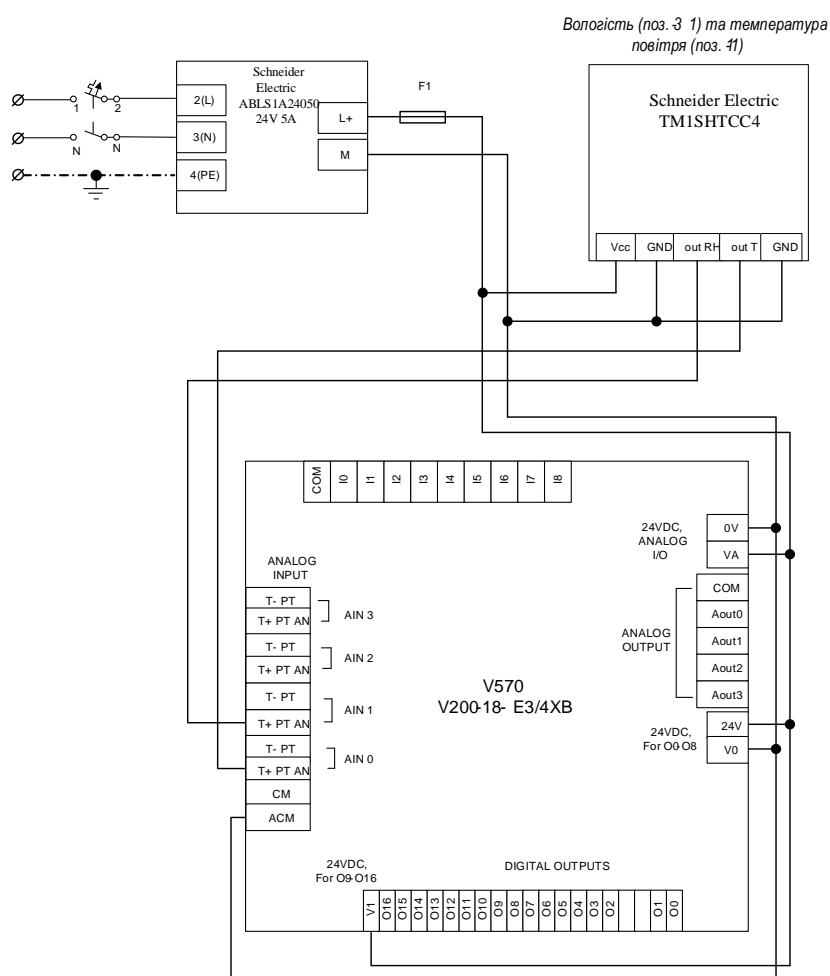 Вологість (поз. -3 1) та температура
повітря (поз. 11)
Schneider
Electric
ABLS1A24050
24V 5A
2(L)
3(N)
4(PE)
L+
M
1
2
N
N
F1
Schneider Electric
TM1SHTCC4
Vcc
GND
out RH
out T
GND
COM
I0
I1
I2
I3
I4
I5
I6
I7
I8
24VDC,
ANALOG
I/O
0V
VA
ANALOG
INPUT
T- PT
T+ PT AN
AIN 3
T- PT
T+ PT AN
AIN 2
T- PT
T+ PT AN
AIN 1
T- PT
T+ PT AN
AIN 0
CM
ACM
V570
V200-18- E3/4XB
ANALOG
OUTPUT
COM
Aout0
Aout1
Aout2
Aout3
24VDC,
For O0-O8
24V
V0
24VDC,
For O9-O16
DIGITAL OUTPUTS
V1
O16
O15
O14
O13
O12
O11
O10
O9
O8
O7
O6
O5
O4
O3
O2
O1
O0